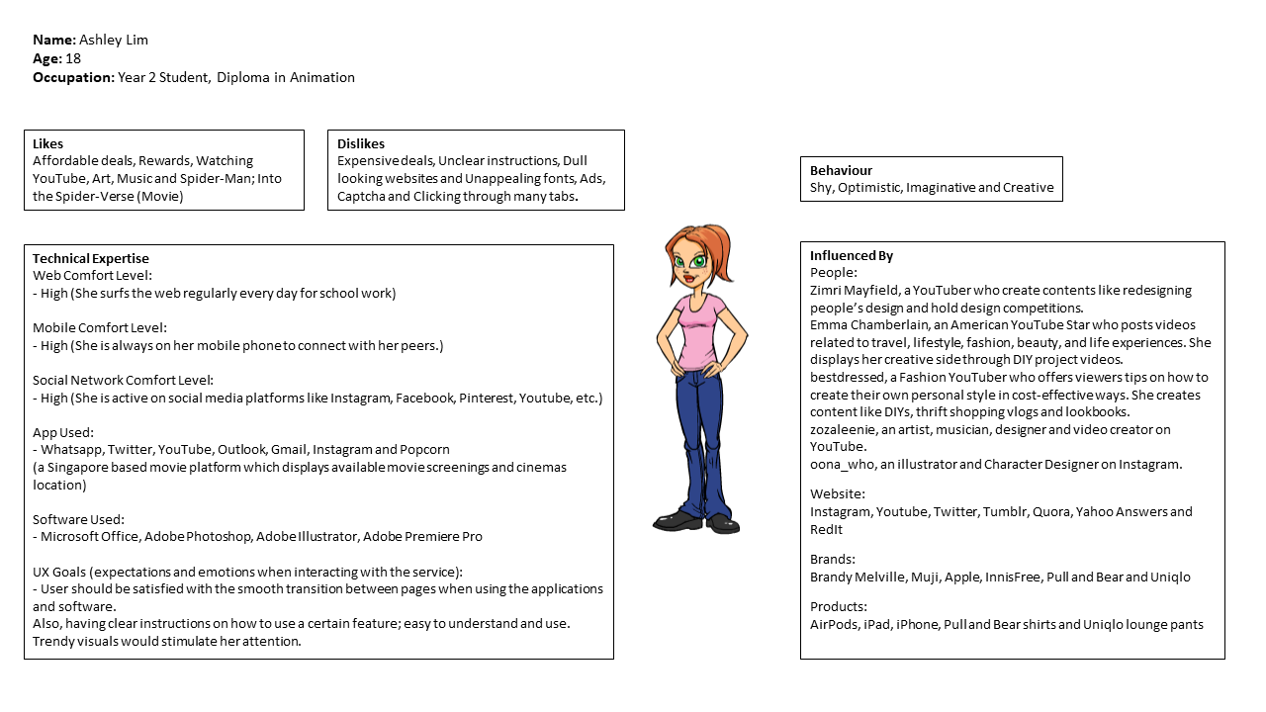 Name: Ashley Lim
Age: 18
Occupation: Year 2 Student, Diploma in Animation
Likes
Affordable deals, Rewards, Watching
YouTube, Art, Music and Spider-Man; Into
the Spider-Verse (Movie)
Dislikes
Expensive deals, Unclear instructions, Dull
looking websites and Unappealing fonts, Ads,
Captcha and Clicking through many tabs.
Behaviour
Shy, Optimistic, Imaginative and Creative
Technical Expertise
Web Comfort Level:
- High (She surfs the web regularly every day for school work)
Mobile Comfort Level:
- High (She is always on her mobile phone to connect with her peers.)
Social Network Comfort Level:
- High (She is active on social media platforms like Instagram, Facebook, Pinterest, Youtube, etc.)
App Used:
- Whatsapp, Twitter, YouTube, Outlook, Gmail, Instagram and Popcorn
(a Singapore based movie platform which displays available movie screenings and cinemas
location)
Software Used:
- Microsoft Office, Adobe Photoshop, Adobe Illustrator, Adobe Premiere Pro
UX Goals (expectations and emotions when interacting with the service):
- User should be satisfied with the smooth transition between pages when using the applications
and software.
Also, having clear instructions on how to use a certain feature; easy to understand and use.
Trendy visuals would stimulate her attention.
Influenced By
People:
Zimri Mayfield, a YouTuber who create contents like redesigning
people's design and hold design competitions.
Emma Chamberlain, an American YouTube Star who posts videos
related to travel, lifestyle, fashion, beauty, and life experiences. She
displays her creative side through DIY project videos.
bestdressed, a Fashion YouTuber who offers viewers tips on how to
create their own personal style in cost-effective ways. She creates
content like DIYs, thrift shopping vlogs and lookbooks.
zozaleenie, an artist, musician, designer and video creator on
YouTube.
oona_who, an illustrator and Character Designer on Instagram.
Website:
Instagram, Youtube, Twitter, Tumblr, Quora, Yahoo Answers and
RedIt
Brands:
Brandy Melville, Muji, Apple, InnisFree, Pull and Bear and Uniqlo
Products:
AirPods, iPad, iPhone, Pull and Bear shirts and Uniqlo lounge pants